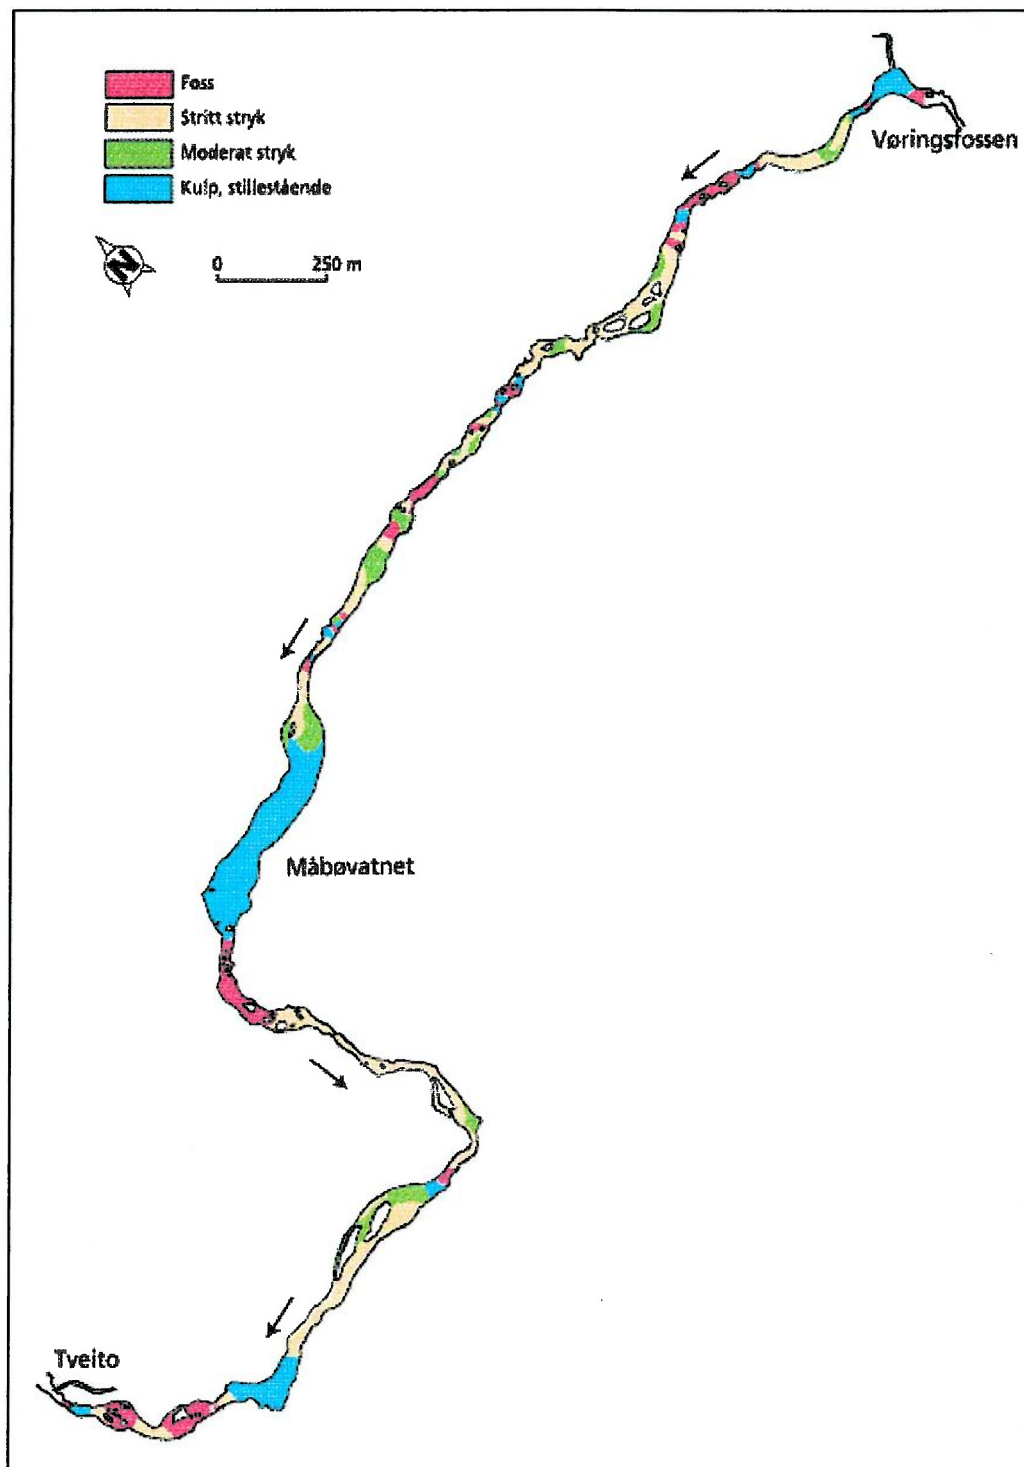 Foss
Stritt stryk
Moderat stryk
Kulp, stillestående
N
0 250 m
Vøringsfossen
Måbøvatnet
Tveito